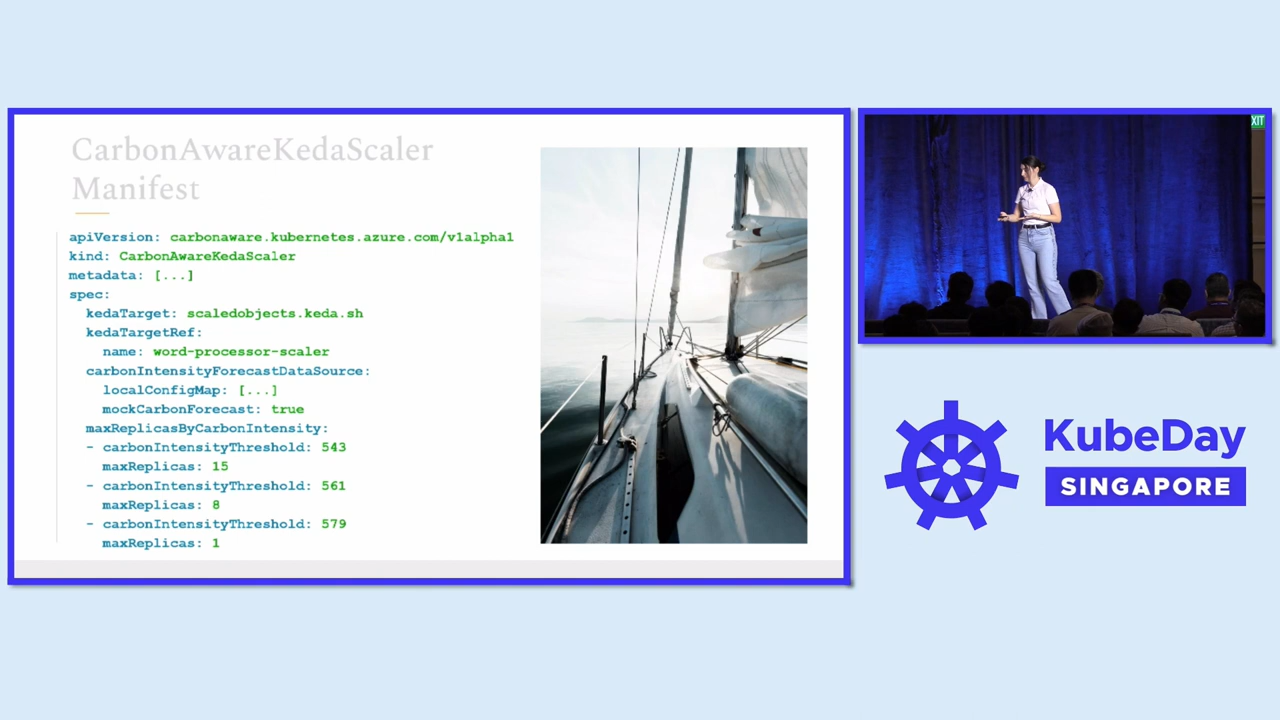 CarbonAwareKedaScaler
Manifest
apiVersion: carbonaware.kubernetes.azure.com/v1alpha1
kind: CarbonAwareKedaScaler
metadata: [...]
spec:
kedaTarget: scaledobjects.keda.sh
kedaTargetRef:
name: word-processor-scaler
carbonIntensityForecastDataSource:
localConfigMap: [...]
mockCarbonForecast: true
maxReplicasByCarbonIntensity:
- carbonIntensityThreshold: 543
maxReplicas: 15
- carbonIntensityThreshold: 561
maxReplicas: 8
- carbonIntensityThreshold: 579
maxReplicas: 1
XIT
KubeDay
SINGAPORE